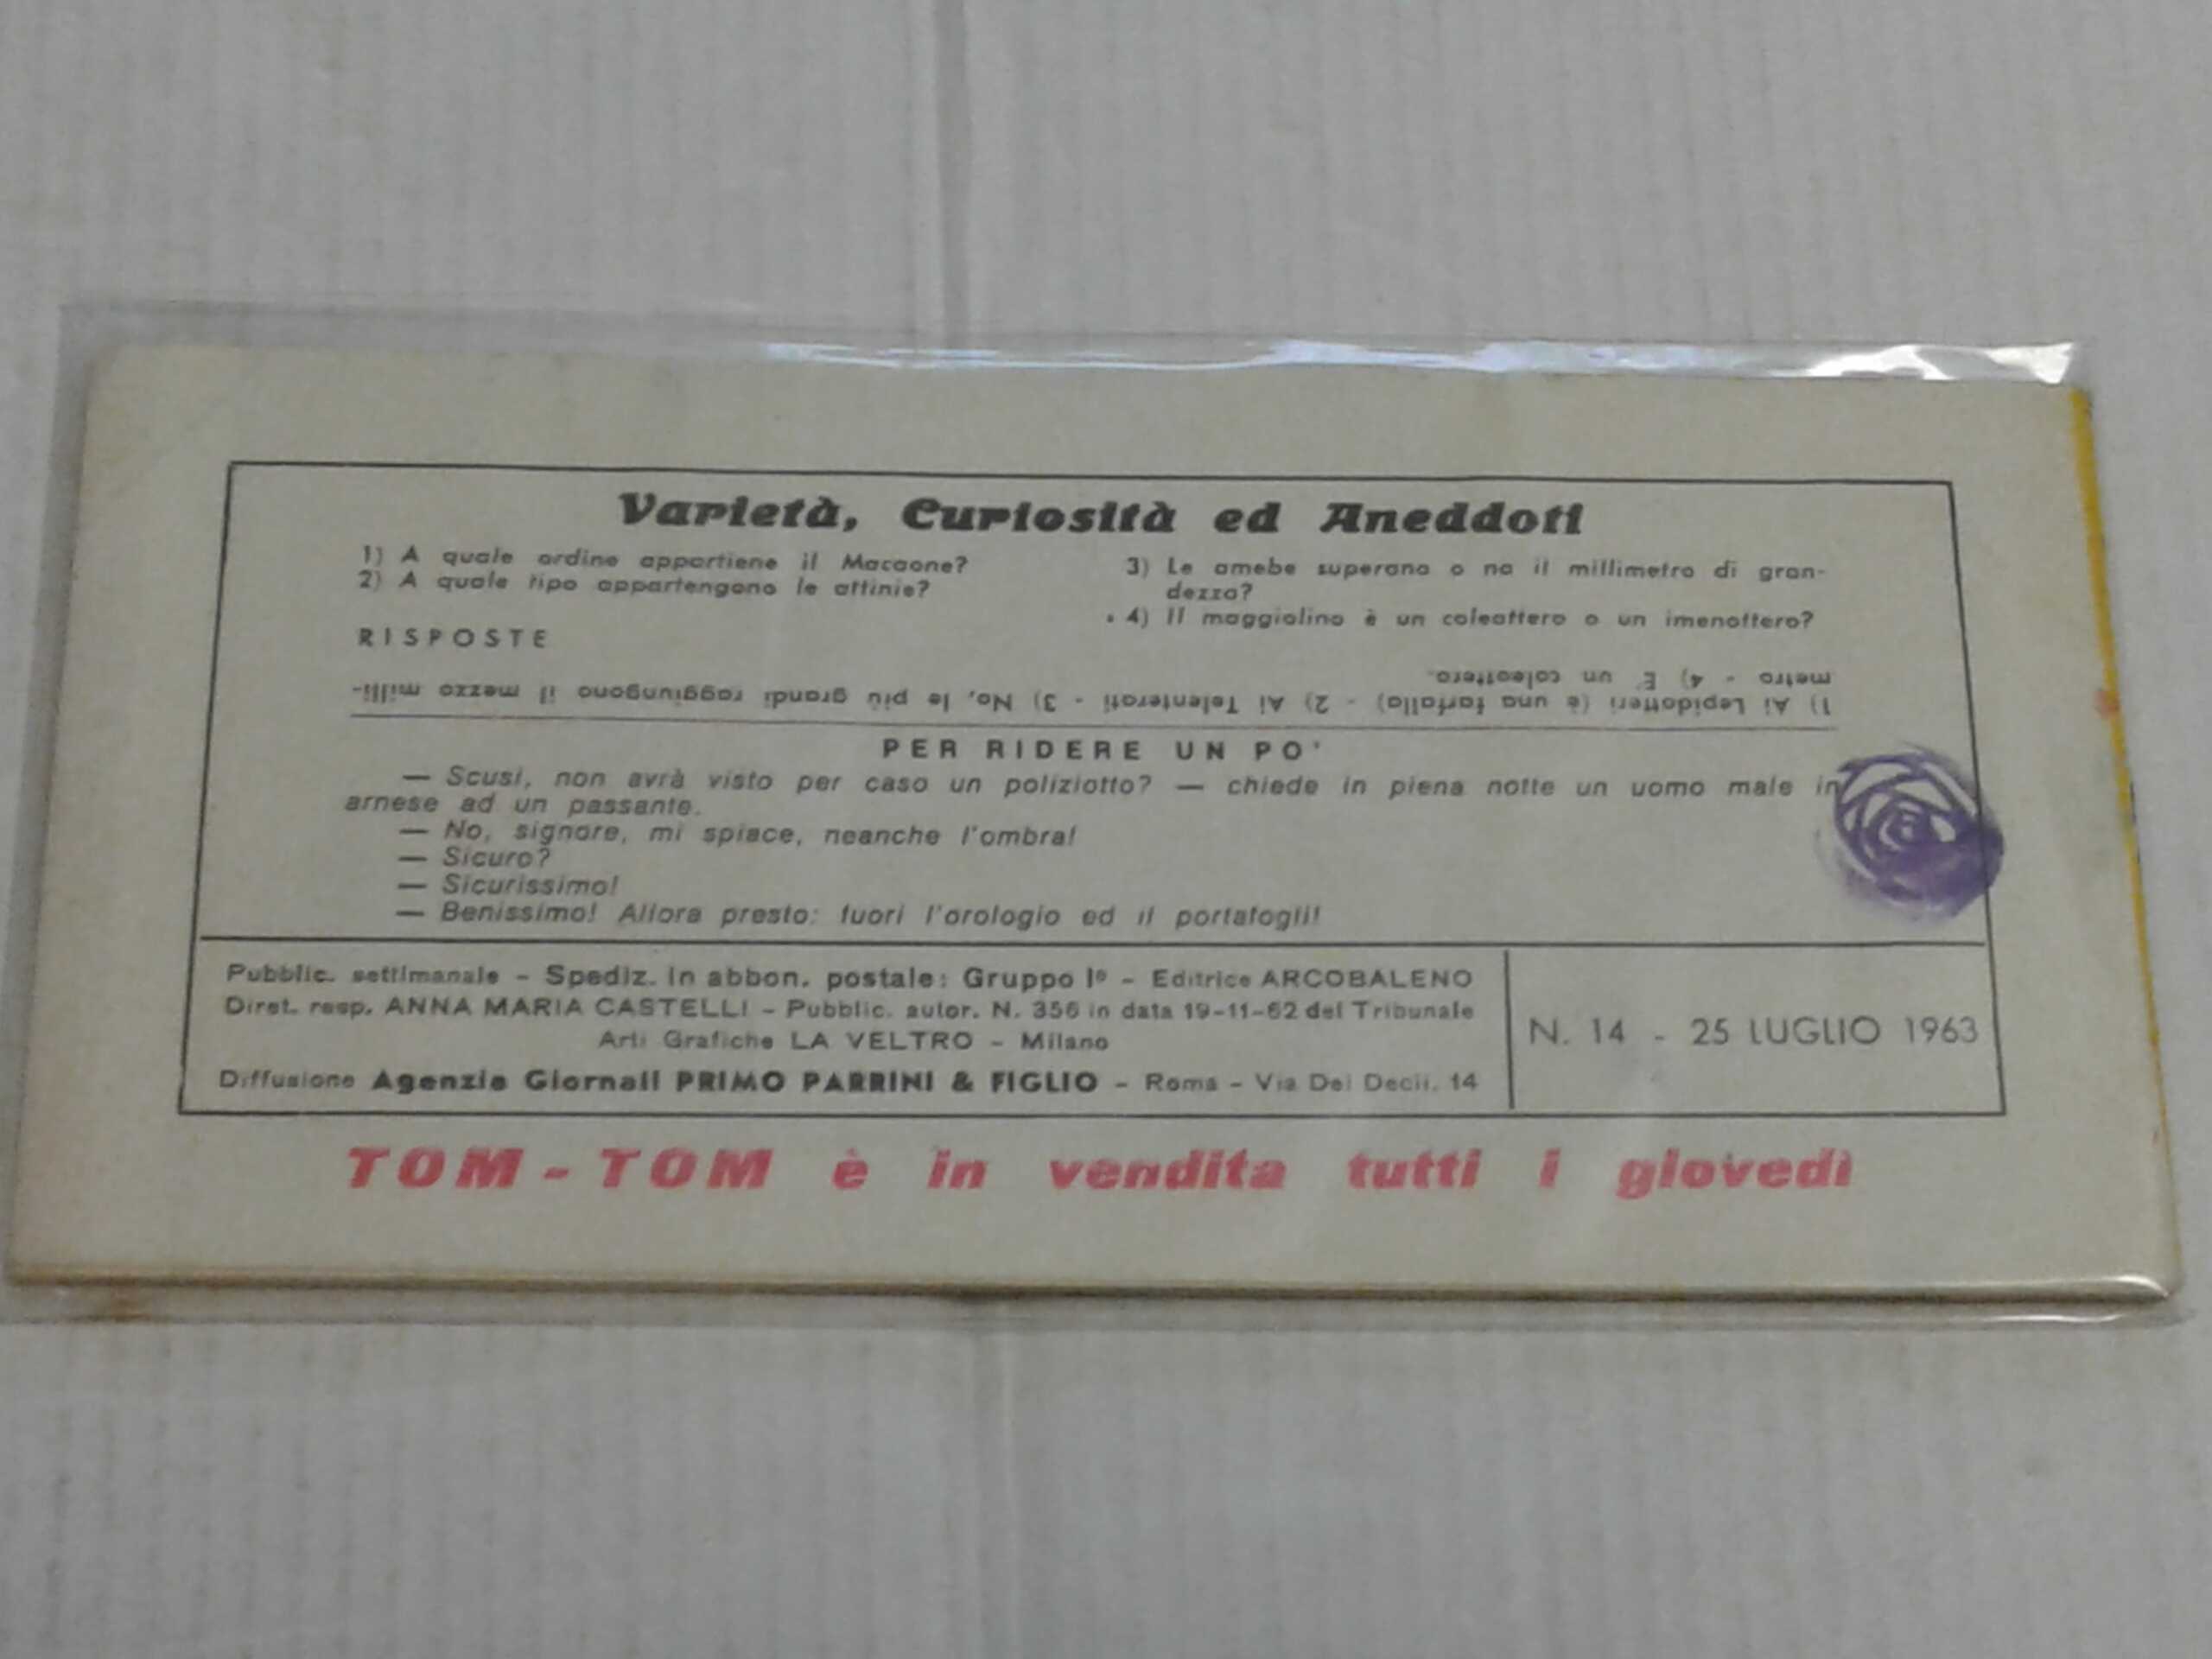 Varietà, Curiosità ed Aneddoti
1) A quale ordine appartiene il Macaone?
2) A quale tipo appartengono le attinie?
3) Le amebe superano o no il millimetro di gran-
dezza?
4) Il maggiolino è un coleottero o un imenottero?
RISPOSTE
1) Ai Lepidotteri (è una farfalla) - 2) Ai Telenterati - 3) No, le più grandi raggiungono il mezzo milli-
metro - 4) È un coleottero.
PER RIDERE UN PO'
— Scusi, non avrà visto per caso un poliziotto? — chiede in piena notte un uomo male in
arnese ad un passante.
— No, signore, mi spiace, neanche l'ombra!
— Sicuro?
— Sicurissimo!
— Benissimo! Allora presto: fuori l'orologio ed il portafogli!
Pubblic. settimanale - Spediz. in abbon. postale: Gruppo Iº - Editrice ARCOBALENO
Diret. resp. ANNA MARIA CASTELLI - Pubblic. autor. N. 356 in data 19-11-62 del Tribunale
Arti Grafiche LA VELTRO - Milano
Diffusione Agenzia Giornali PRIMO PARRINI & FIGLIO - Roma - Via Dei Decii, 14
N. 14 - 25 LUGLIO 1963
TOM-TOM è in vendita tutti i giovedì